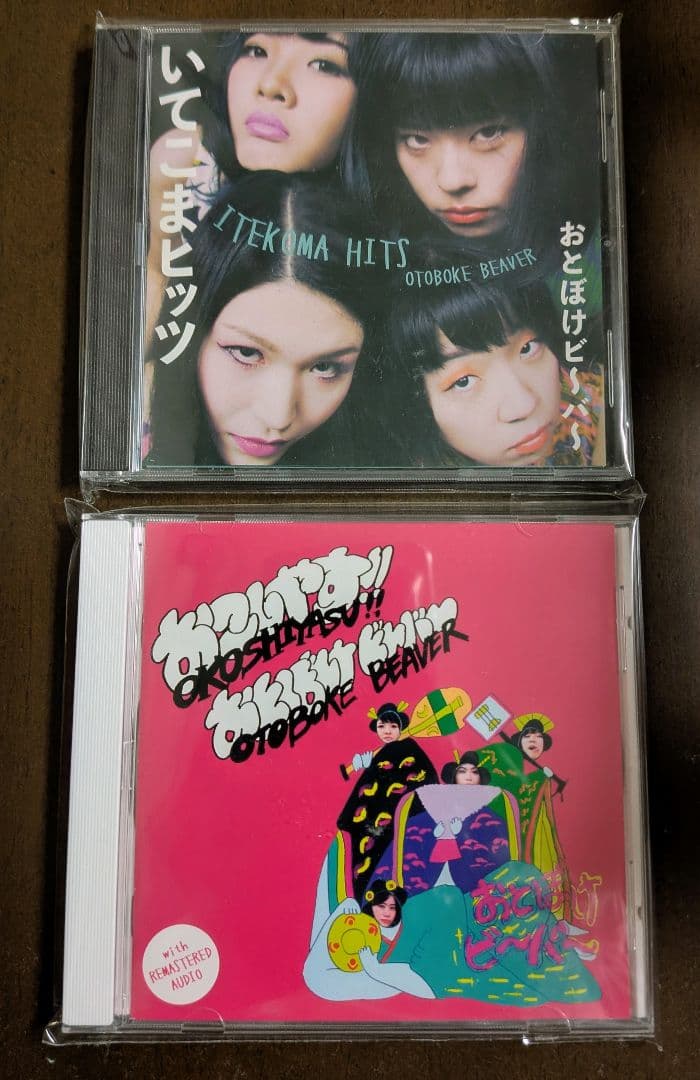 いてこまヒッツ
ITEKOMA HITS
OTOBOKE BEAVER
おとぼけビ〜バ〜
おこしやす!!
OKOSHIYASU!!
おとぼけビ〜バ〜
OTOBOKE BEAVER
おとぼけ
ビ〜バ〜
with
REMASTERED
AUDIO